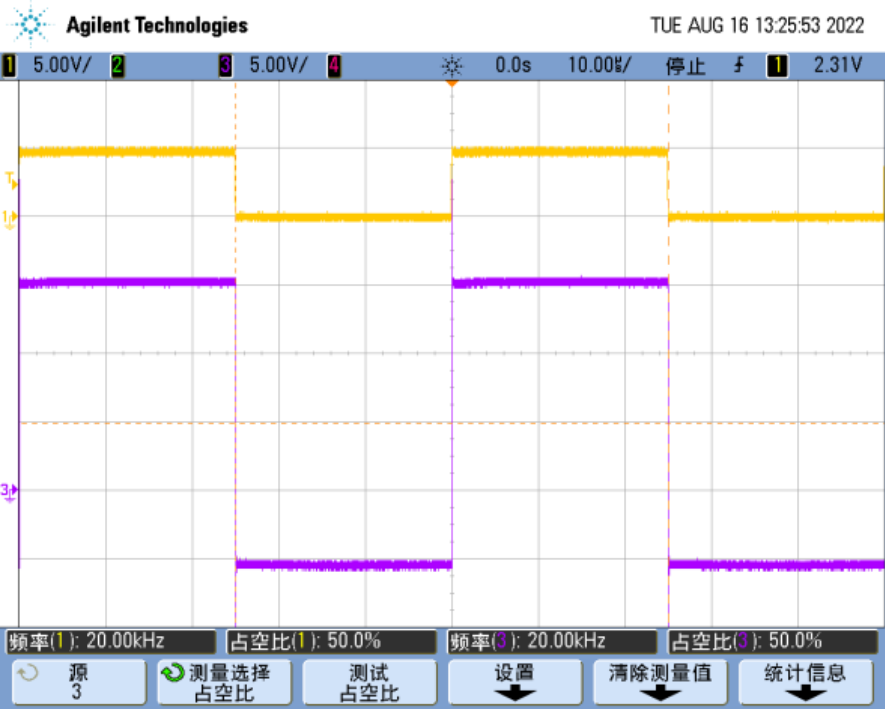 Agilent Technologies
TUE AUG 16 13:25:53 2022
1 5.00V/ 2 3 5.00V/ 4 0.0s 10.00㎲/ 停止 1 2.31V
T
1
3
频率(1): 20.00kHz 占空比(1): 50.0% 频率(3): 20.00kHz 占空比(3): 50.0%
源 测量选择 测试 设置 清除测量值 统计信息
3 占空比 占空比